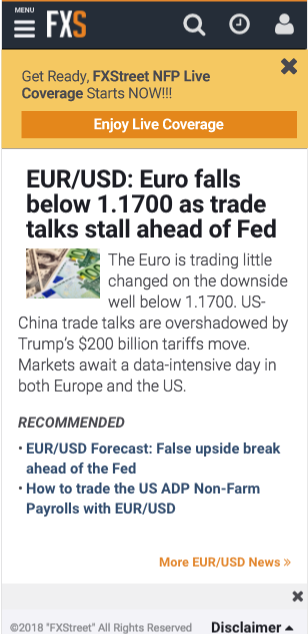 MENU
FXS
Get Ready, FXStreet NFP Live
Coverage Starts NOW!!!
Enjoy Live Coverage
EUR/USD: Euro falls
below 1.1700 as trade
talks stall ahead of Fed
The Euro is trading little
changed on the downside
well below 1.1700. US-
China trade talks are overshadowed by
Trump's $200 billion tariffs move.
Markets await a data-intensive day in
both Europe and the US.
RECOMMENDED
• EUR/USD Forecast: False upside break
ahead of the Fed
• How to trade the US ADP Non-Farm
Payrolls with EUR/USD
More EUR/USD News »
©2018 "FXStreet" All Rights Reserved Disclaimer